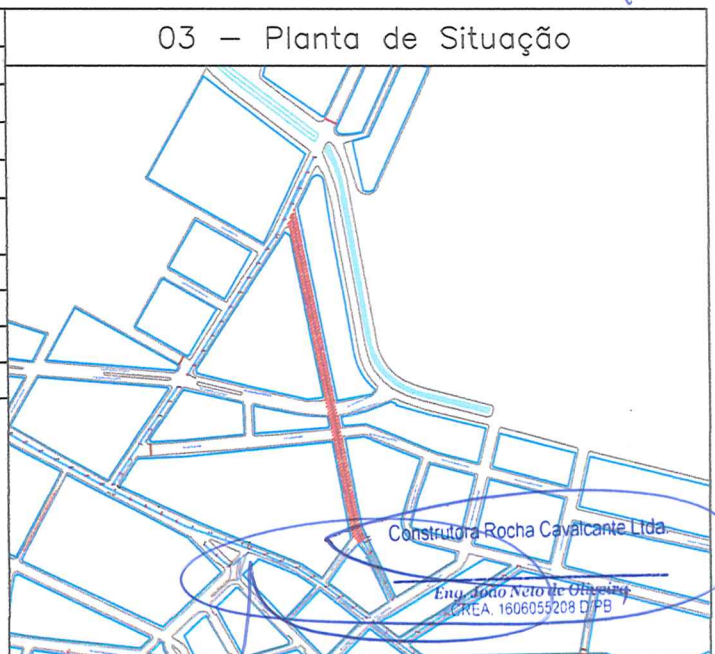 03 – Planta de Situação
Construtora Rocha Cavalcante Ltda.
Eng. João Neto de Oliveira
CREA. 1606055208 D/PB